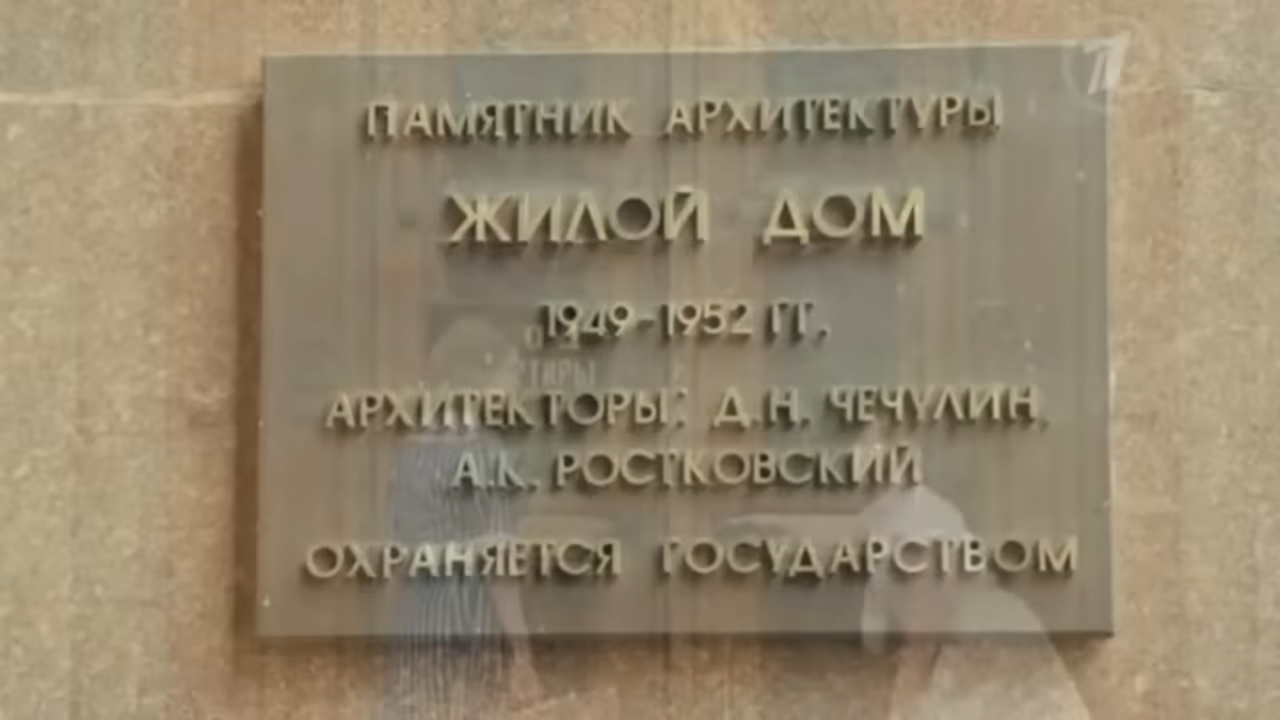 ПАМЯТНИК АРХИТЕКТУРЫ
ЖИЛОЙ ДОМ
1949-1952 ГГ.
АРХИТЕКТОРЫ: Д.Н. ЧЕЧУЛИН,
А.К. РОСТКОВСКИЙ
ОХРАНЯЕТСЯ ГОСУДАРСТВОМ